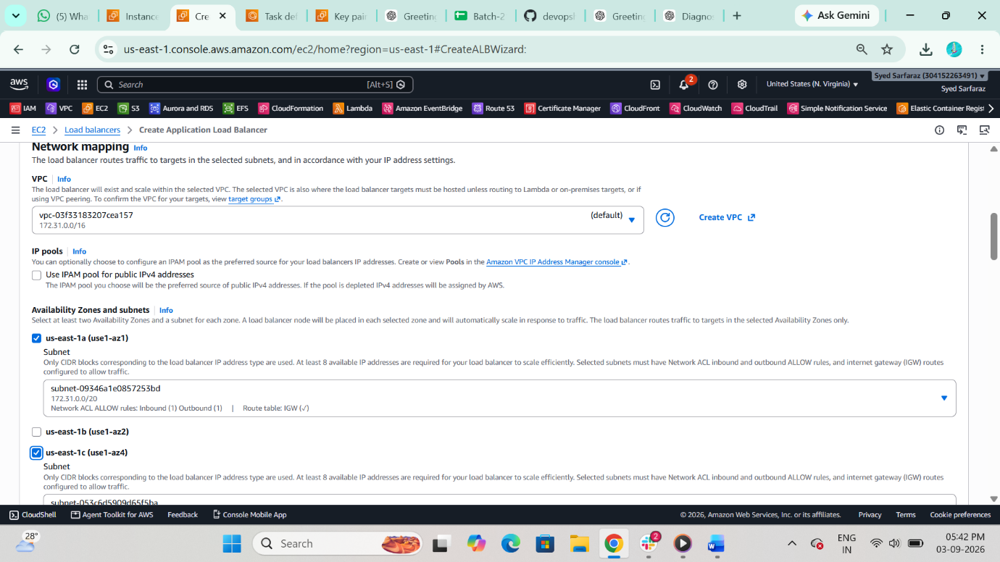 (5) Wha
Instance
Cre
Task def
Key pair
Greeting
Batch-2
devopsh
Greeting
Diagnos
Ask Gemini
us-east-1.console.aws.amazon.com/ec2/home?region=us-east-1#CreateALBWizard:
aws
Search
[Alt+S]
2
United States (N. Virginia)
Syed Sarfaraz (304152263491)
Syed Sarfaraz
IAM
VPC
EC2
S3
Aurora and RDS
EFS
CloudFormation
Lambda
Amazon EventBridge
Route 53
Certificate Manager
CloudFront
CloudWatch
CloudTrail
Simple Notification Service
Elastic Container Regist
EC2
Load balancers
Create Application Load Balancer
Network mapping Info
The load balancer routes traffic to targets in the selected subnets, and in accordance with your IP address settings.
VPC Info
The load balancer will exist and scale within the selected VPC. The selected VPC is also where the load balancer targets must be hosted unless routing to Lambda or on-premises targets, or if
using VPC peering. To confirm the VPC for your targets, view target groups.
vpc-03f33183207cea157
(default)
172.31.0.0/16
Create VPC
IP pools Info
You can optionally choose to configure an IPAM pool as the preferred source for your load balancers IP addresses. Create or view Pools in the Amazon VPC IP Address Manager console.
Use IPAM pool for public IPv4 addresses
The IPAM pool you choose will be the preferred source of public IPv4 addresses. If the pool is depleted IPv4 addresses will be assigned by AWS.
Availability Zones and subnets Info
Select at least two Availability Zones and a subnet for each zone. A load balancer node will be placed in each selected zone and will automatically scale in response to traffic. The load balancer routes traffic to targets in the selected Availability Zones only.
us-east-1a (use1-az1)
Subnet
Only CIDR blocks corresponding to the load balancer IP address type are used. At least 8 available IP addresses are required for your load balancer to scale efficiently. Selected subnets must have Network ACL inbound and outbound ALLOW rules, and internet gateway (IGW) routes
configured to allow traffic.
subnet-09346a1e0857253bd
172.31.0.0/20
Network ACL ALLOW rules: Inbound (1) Outbound (1) | Route table: IGW (✓)
us-east-1b (use1-az2)
us-east-1c (use1-az4)
Subnet
Only CIDR blocks corresponding to the load balancer IP address type are used. At least 8 available IP addresses are required for your load balancer to scale efficiently. Selected subnets must have Network ACL inbound and outbound ALLOW rules, and internet gateway (IGW) routes
configured to allow traffic.
subnet-053c6d5909d65f5ba
CloudShell
Agent Toolkit for AWS
Feedback
Console Mobile App
© 2026, Amazon Web Services, Inc. or its affiliates.
Privacy
Terms
Cookie preferences
28°
Search
2
ENG
IN
05:42 PM
03-09-2026